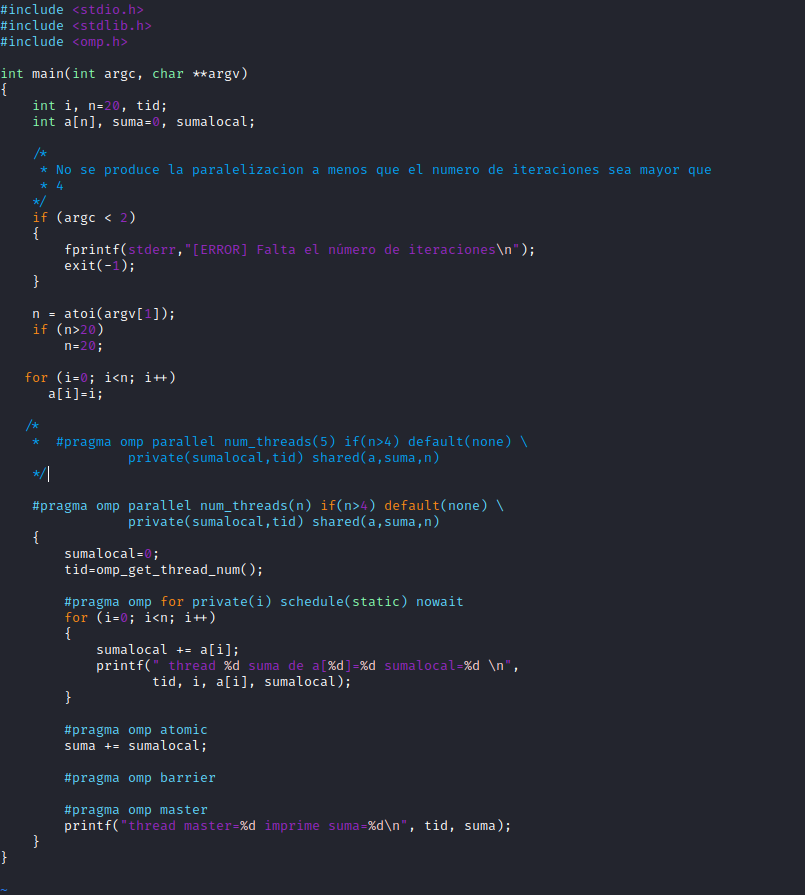 #include <stdio.h>
#include <stdlib.h>
#include <omp.h>

int main(int argc, char **argv)
{
    int i, n=20, tid;
    int a[n], suma=0, sumalocal;

    /*
     * No se produce la paralelizacion a menos que el numero de iteraciones sea mayor que
     * 4
    */
    if (argc < 2)
    {
        fprintf(stderr,"[ERROR] Falta el número de iteraciones\n");
        exit(-1);
    }

    n = atoi(argv[1]);
    if (n>20)
        n=20;

   for (i=0; i<n; i++)
      a[i]=i;

   /*
    *  #pragma omp parallel num_threads(5) if(n>4) default(none) \
                private(sumalocal,tid) shared(a,suma,n)
    */

    #pragma omp parallel num_threads(n) if(n>4) default(none) \
                private(sumalocal,tid) shared(a,suma,n)
    {
        sumalocal=0;
        tid=omp_get_thread_num();

        #pragma omp for private(i) schedule(static) nowait
        for (i=0; i<n; i++)
        {
            sumalocal += a[i];
            printf(" thread %d suma de a[%d]=%d sumalocal=%d \n",
                   tid, i, a[i], sumalocal);
        }

        #pragma omp atomic
        suma += sumalocal;

        #pragma omp barrier

        #pragma omp master
        printf("thread master=%d imprime suma=%d\n", tid, suma);
    }
}

~